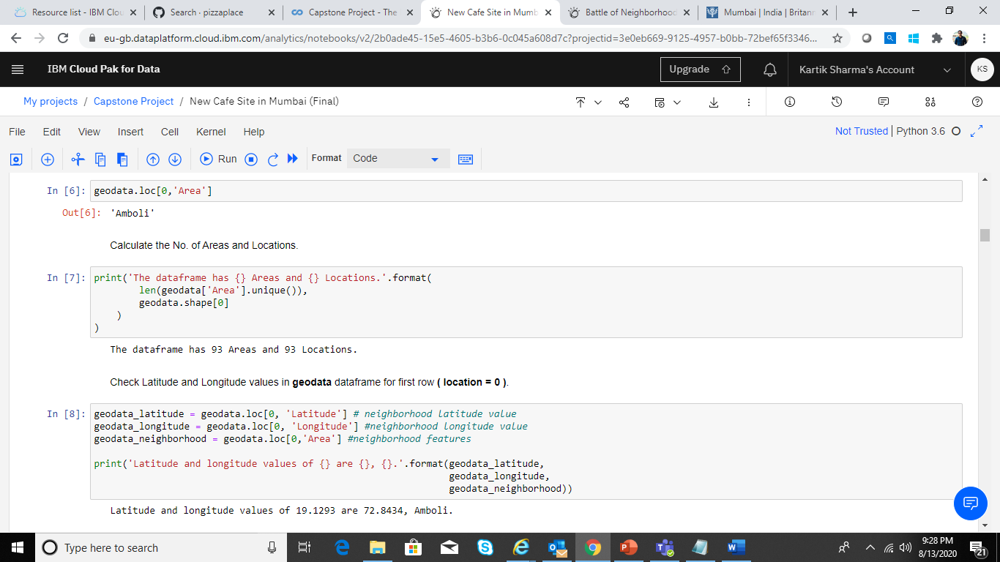 Resource list - IBM Clou
Search · pizzaplace
Capstone Project - The
New Cafe Site in Mumb
Battle of Neighborhood
Mumbai | India | Britann
eu-gb.dataplatform.cloud.ibm.com/analytics/notebooks/v2/2b0ade45-15e5-4605-b3b6-0c045a608d7c?projectid=3e0eb669-9125-4957-b0bb-72bef65f3346...
IBM Cloud Pak for Data
Upgrade
Kartik Sharma's Account
KS
My projects / Capstone Project / New Cafe Site in Mumbai (Final)
File Edit View Insert Cell Kernel Help
Not Trusted | Python 3.6
Run
Format
Code
In [6]: geodata.loc[0,'Area']
Out[6]: 'Amboli'
Calculate the No. of Areas and Locations.
In [7]: print('The dataframe has {} Areas and {} Locations.'.format(
len(geodata['Area'].unique()),
geodata.shape[0]
)
)
The dataframe has 93 Areas and 93 Locations.
Check Latitude and Longitude values in geodata dataframe for first row ( location = 0 ).
In [8]: geodata_latitude = geodata.loc[0, 'Latitude'] # neighborhood latitude value
geodata_longitude = geodata.loc[0, 'Longitude'] #neighborhood longitude value
geodata_neighborhood = geodata.loc[0,'Area'] #neighborhood features
print('Latitude and longitude values of {} are {}, {}.'.format(geodata_latitude,
geodata_longitude,
geodata_neighborhood))
Latitude and longitude values of 19.1293 are 72.8434, Amboli.
Type here to search
9:28 PM
8/13/2020
21